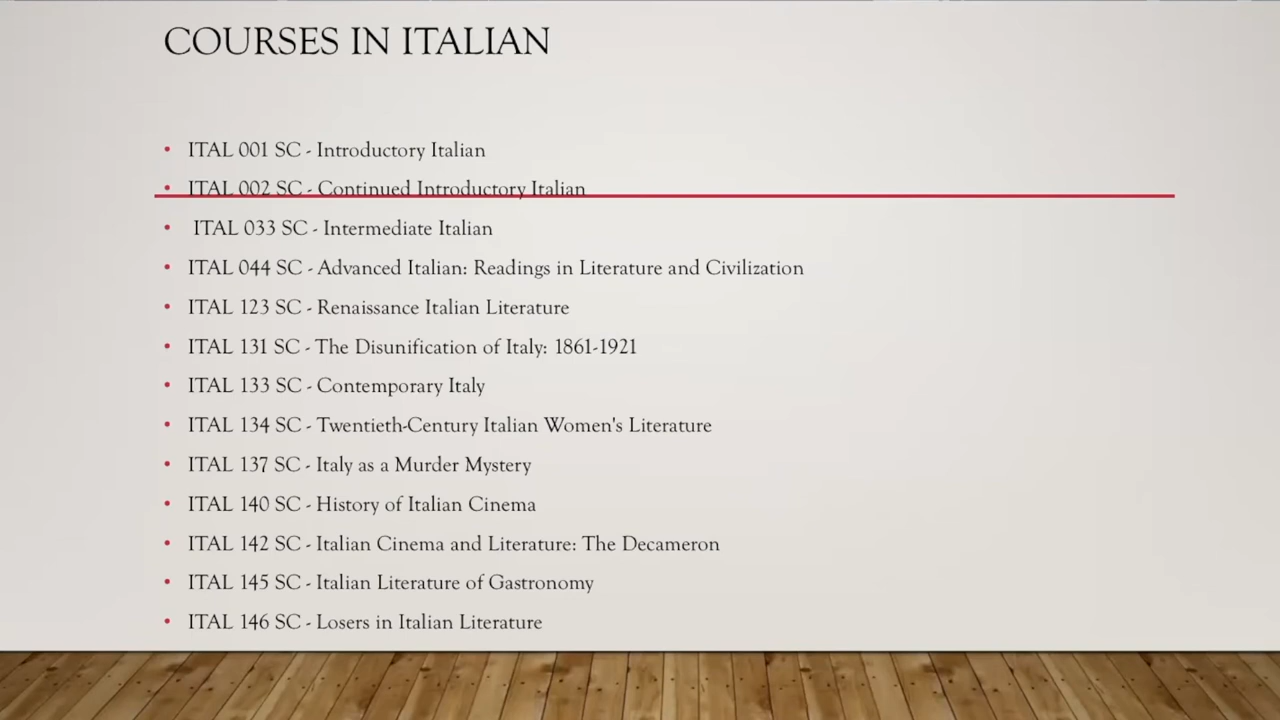 COURSES IN ITALIAN
• ITAL 001 SC - Introductory Italian
• ITAL 002 SC - Continued Introductory Italian
• ITAL 033 SC - Intermediate Italian
• ITAL 044 SC - Advanced Italian: Readings in Literature and Civilization
• ITAL 123 SC - Renaissance Italian Literature
• ITAL 131 SC - The Disunification of Italy: 1861-1921
• ITAL 133 SC - Contemporary Italy
• ITAL 134 SC - Twentieth-Century Italian Women's Literature
• ITAL 137 SC - Italy as a Murder Mystery
• ITAL 140 SC - History of Italian Cinema
• ITAL 142 SC - Italian Cinema and Literature: The Decameron
• ITAL 145 SC - Italian Literature of Gastronomy
• ITAL 146 SC - Losers in Italian Literature